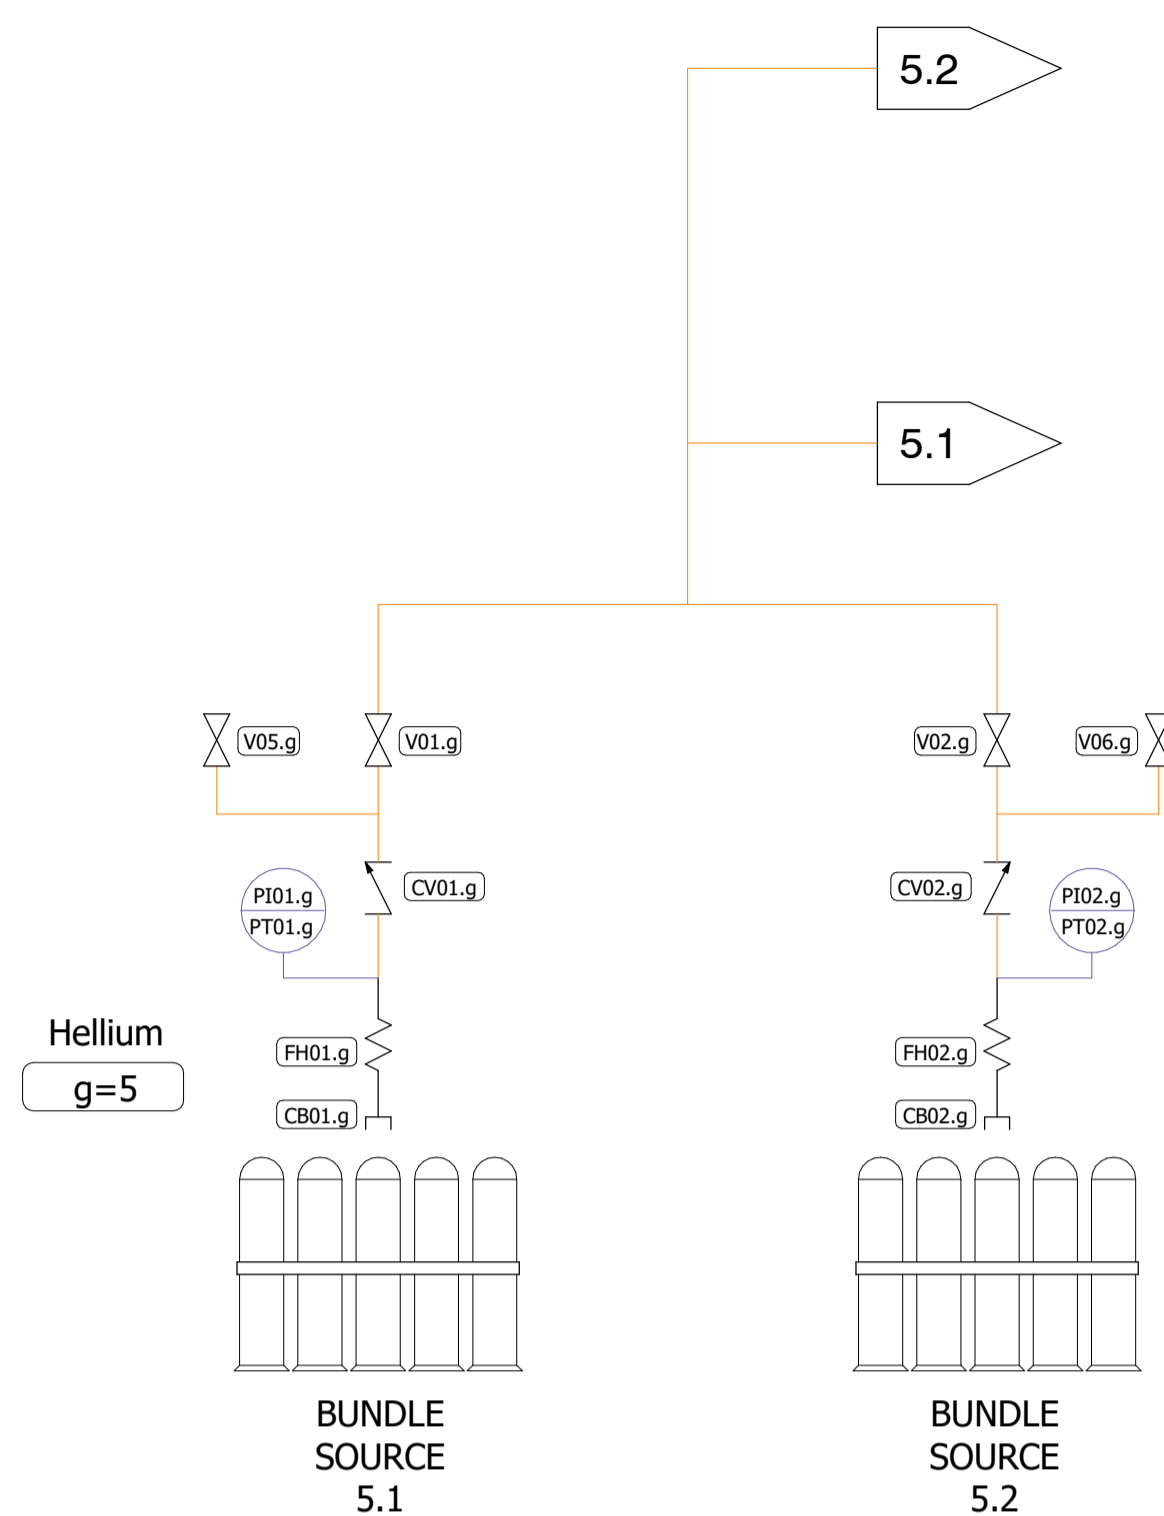 5.2
5.1
V05.g
V01.g
V02.g
V06.g
PI01.g
PT01.g
CV01.g
CV02.g
PI02.g
PT02.g
Hellium
g=5
FH01.g
FH02.g
CB01.g
CB02.g
BUNDLE
SOURCE
5.1
BUNDLE
SOURCE
5.2